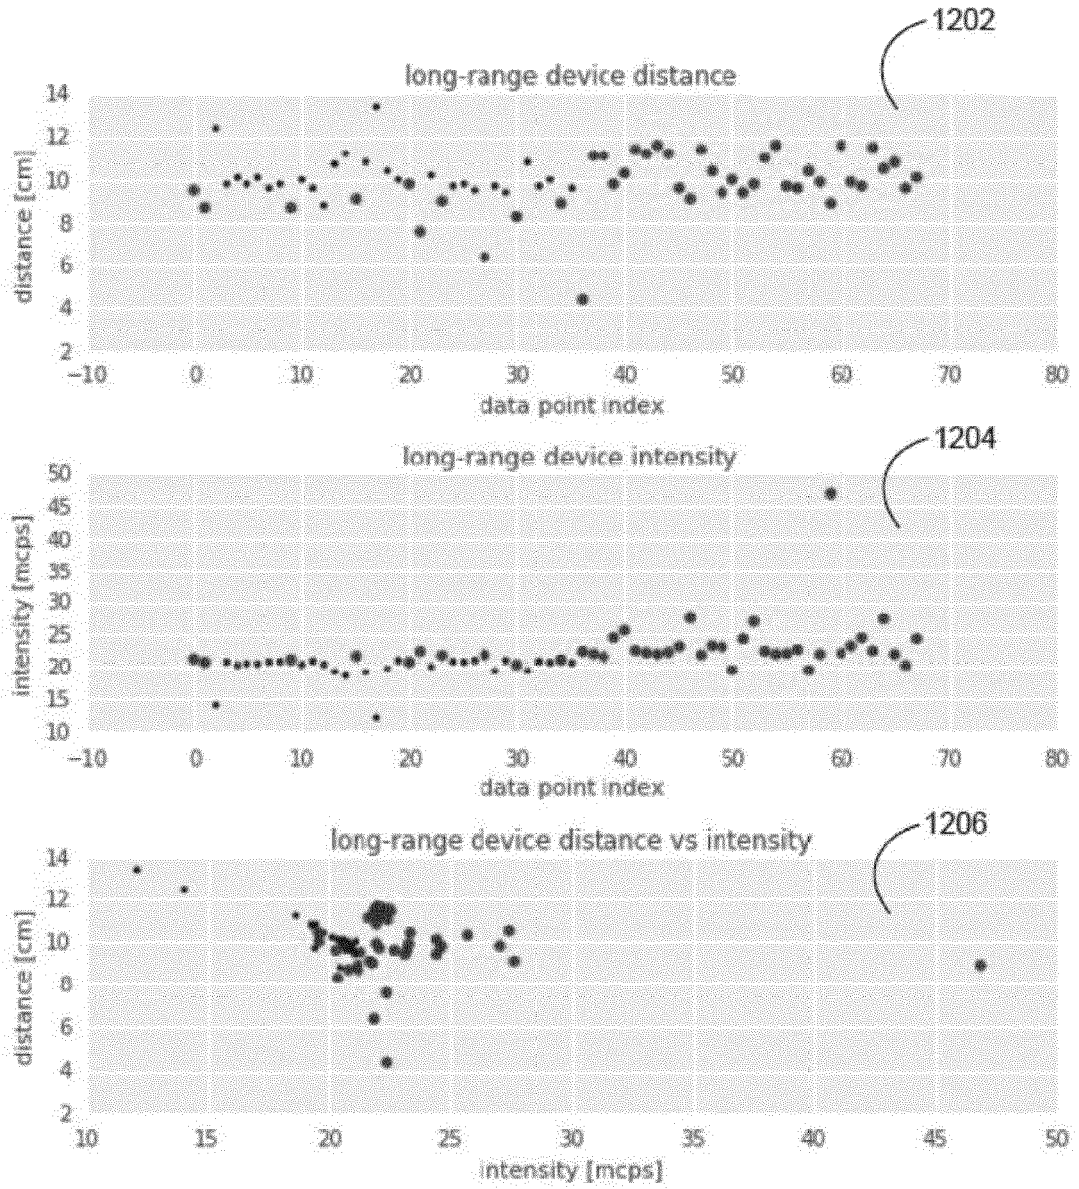 1202
long-range device distance
14
12
10
8
6
4
2
distance [cm]
−10 0 10 20 30 40 50 60 70 80
data point index
1204
long-range device intensity
50
45
40
35
30
25
20
15
10
intensity [mcps]
−10 0 10 20 30 40 50 60 70 80
data point index
1206
long-range device distance vs intensity
14
12
10
8
6
4
2
distance [cm]
10 15 20 25 30 35 40 45 50
intensity [mcps]